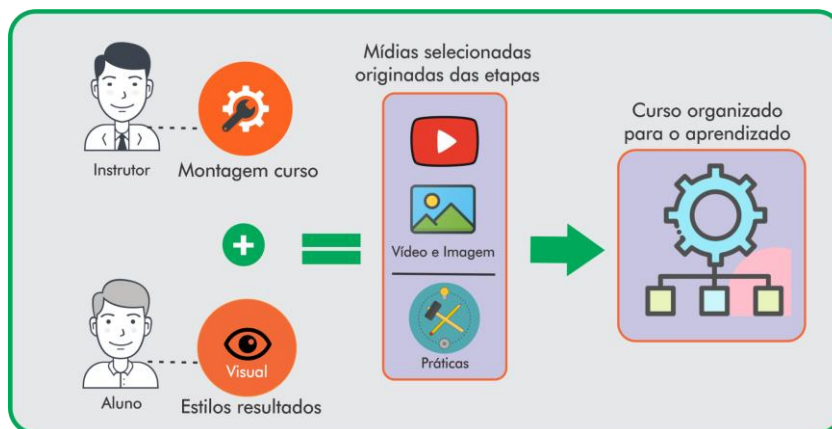 Instrutor
Montagem curso
Aluno
Visual
Estilos resultados
Mídias selecionadas
originadas das etapas
Vídeo e Imagem
Práticas
Curso organizado
para o aprendizado